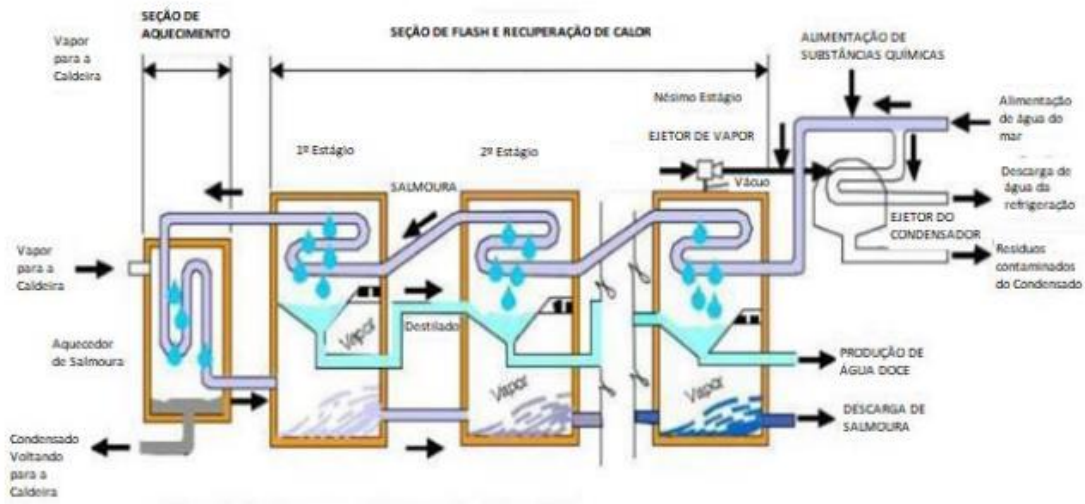 SEÇÃO DE
AQUECIMENTO
SEÇÃO DE FLASH E RECUPERAÇÃO DE CALOR
Vapor
para a
Caldeira
ALIMENTAÇÃO DE
SUBSTÂNCIAS QUÍMICAS
Nésimo Estágio
Alimentação
de água do
mar
EJETOR DE VAPOR
1º Estágio
2º Estágio
Vácuo
SALMOURA
Descarga de
água da
refrigeração
EJETOR DO
CONDENSADOR
Vapor
para a
Caldeira
Resíduos
contaminados
do Condensado
Destilado
Vapor
Aquecedor
de Salmoura
PRODUÇÃO DE
ÁGUA DOCE
Vapor
Vapor
DESCARGA DE
SALMOURA
Condensado
Voltando
para a
Caldeira